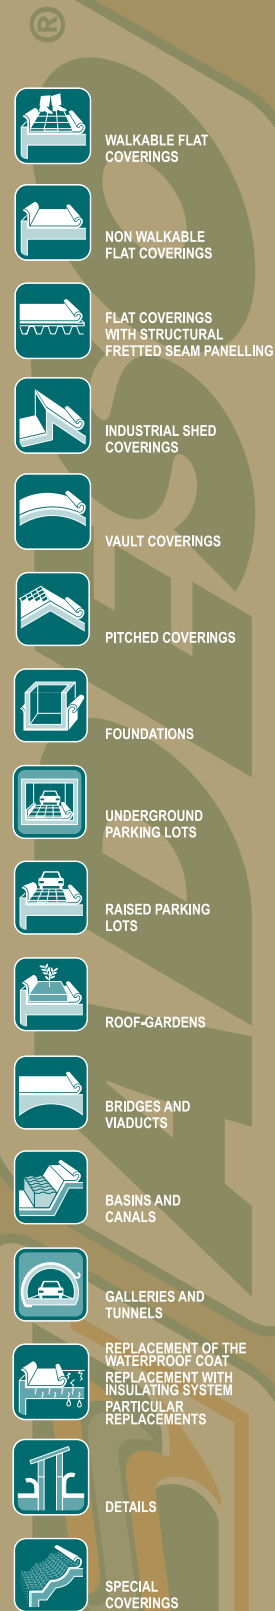 ®
WALKABLE FLAT
COVERINGS
NON WALKABLE
FLAT COVERINGS
FLAT COVERINGS
WITH STRUCTURAL
FRETTED SEAM PANELLING
INDUSTRIAL SHED
COVERINGS
VAULT COVERINGS
PITCHED COVERINGS
FOUNDATIONS
UNDERGROUND
PARKING LOTS
RAISED PARKING
LOTS
ROOF-GARDENS
BRIDGES AND
VIADUCTS
BASINS AND
CANALS
GALLERIES AND
TUNNELS
REPLACEMENT OF THE
WATERPROOF COAT
REPLACEMENT WITH
INSULATING SYSTEM
PARTICULAR
REPLACEMENTS
DETAILS
SPECIAL
COVERINGS
ADESO